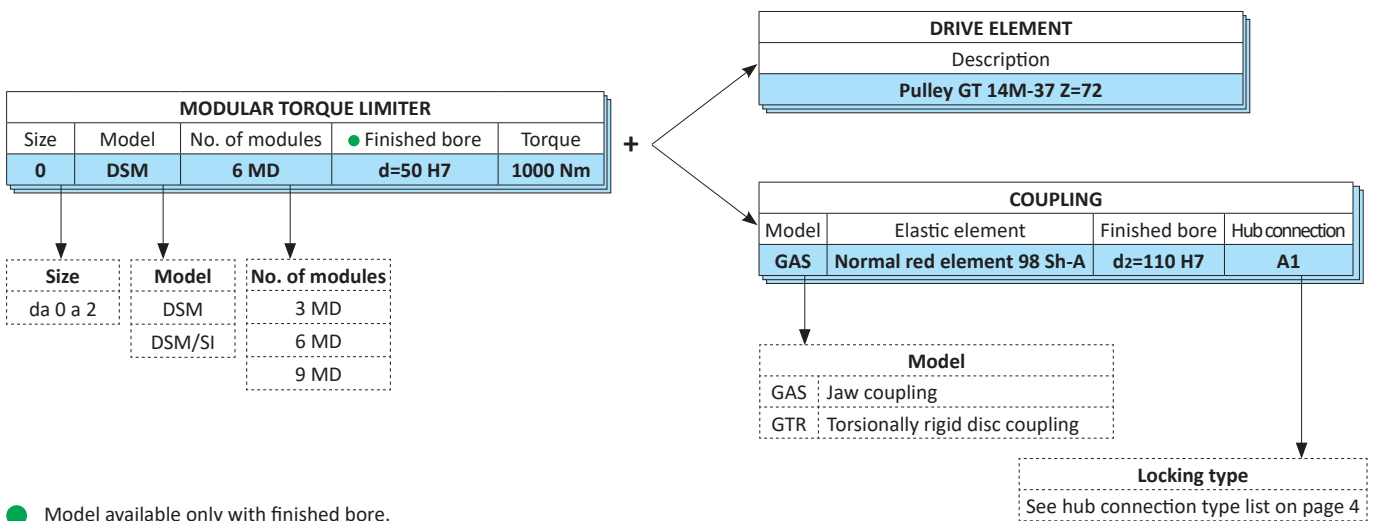 DRIVE ELEMENT
Description
Pulley GT 14M-37 Z=72
MODULAR TORQUE LIMITER
Size Model No. of modules ● Finished bore Torque
0 DSM 6 MD d=50 H7 1000 Nm
+
COUPLING
Model Elastic element Finished bore Hub connection
GAS Normal red element 98 Sh-A d2=110 H7 A1
Size
da 0 a 2
Model
DSM
DSM/SI
No. of modules
3 MD
6 MD
9 MD
Model
GAS Jaw coupling
GTR Torsionally rigid disc coupling
Locking type
See hub connection type list on page 4
Model available only with finished bore.